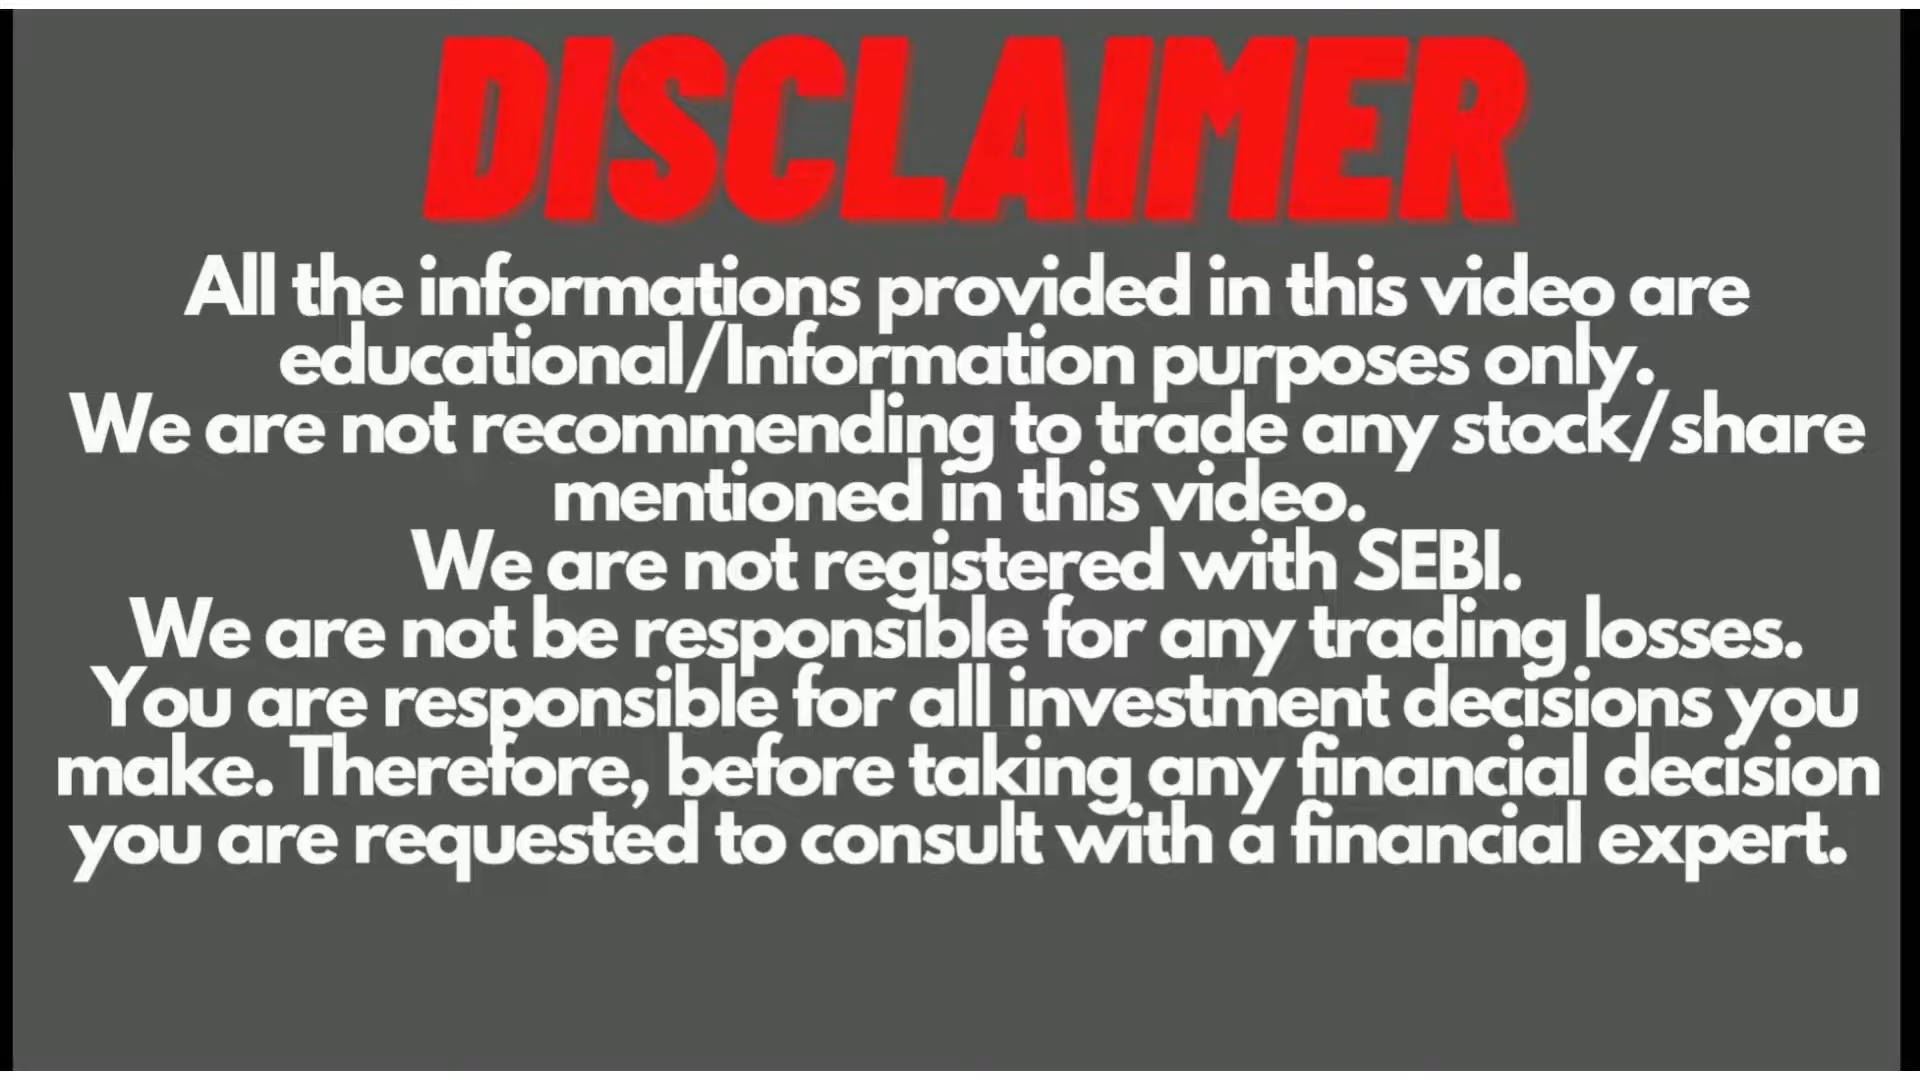 DISCLAIMER
All the informations provided in this video are
educational/Information purposes only.
We are not recommending to trade any stock/share
mentioned in this video.
We are not registered with SEBI.
We are not be responsible for any trading losses.
You are responsible for all investment decisions you
make. Therefore, before taking any financial decision
you are requested to consult with a financial expert.